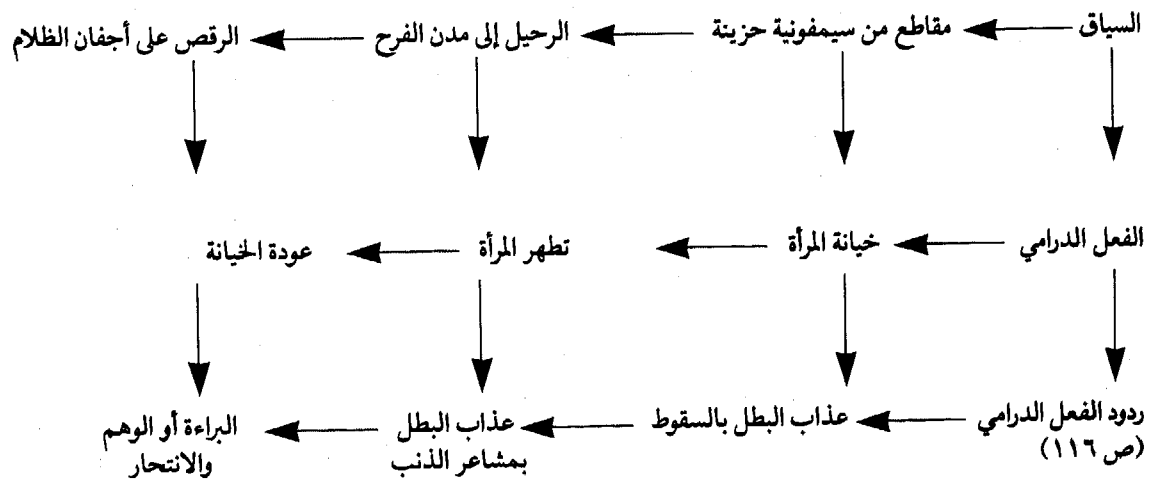 السياق مقاطع من سيمفونية حزينة الرحيل إلى مدن الفرح الرقص على أجفان الظلام
الفعل الدرامي خيانة المرأة تطهر المرأة عودة الخيانة
ردود الفعل الدرامي عذاب البطل بالسقوط عذاب البطل البراءة أو الوهم
(ص ١١٦) بمشاعر الذنب والانتحار